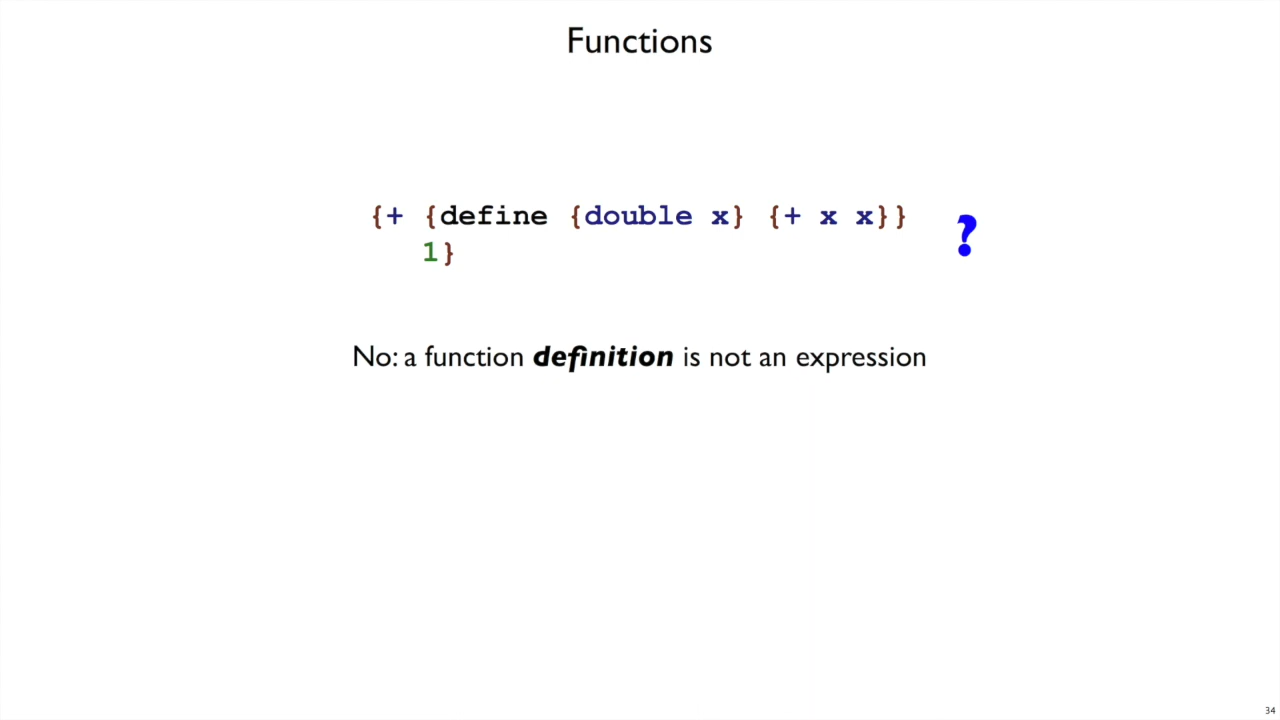 Functions
{+ {define {double x} {+ x x}}
1}
?
No: a function definition is not an expression
34